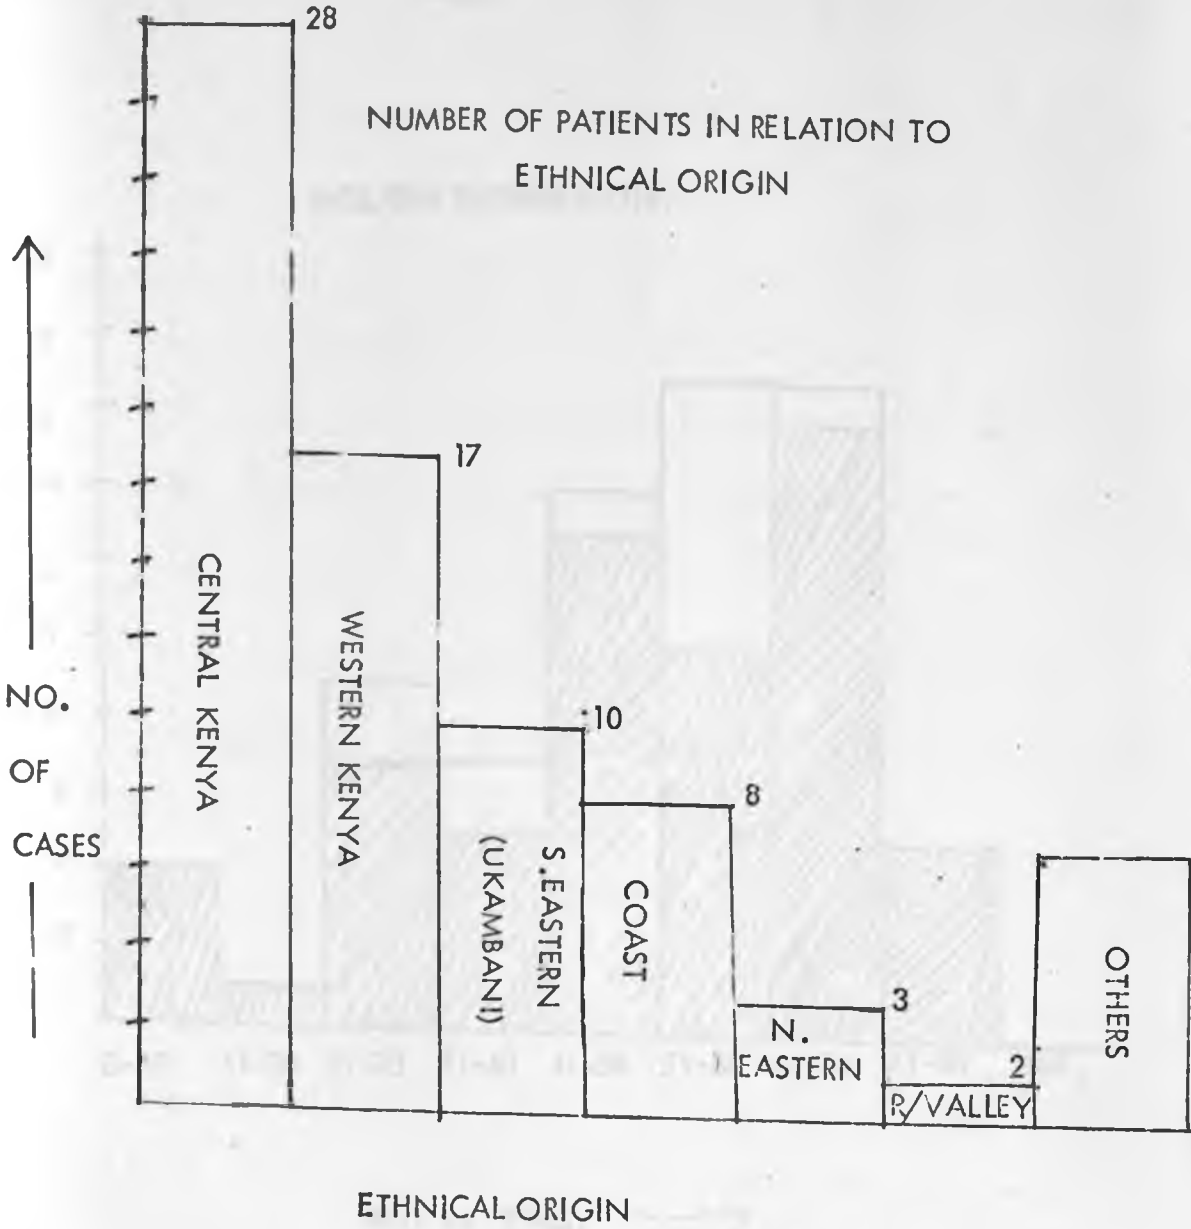 28
NUMBER OF PATIENTS IN RELATION TO
ETHNICAL ORIGIN
17
10
8
3
2
NO.
OF
CASES
CENTRAL KENYA
WESTERN KENYA
S.EASTERN
(UKAMBANI)
COAST
N.
EASTERN
R/VALLEY
OTHERS
ETHNICAL ORIGIN